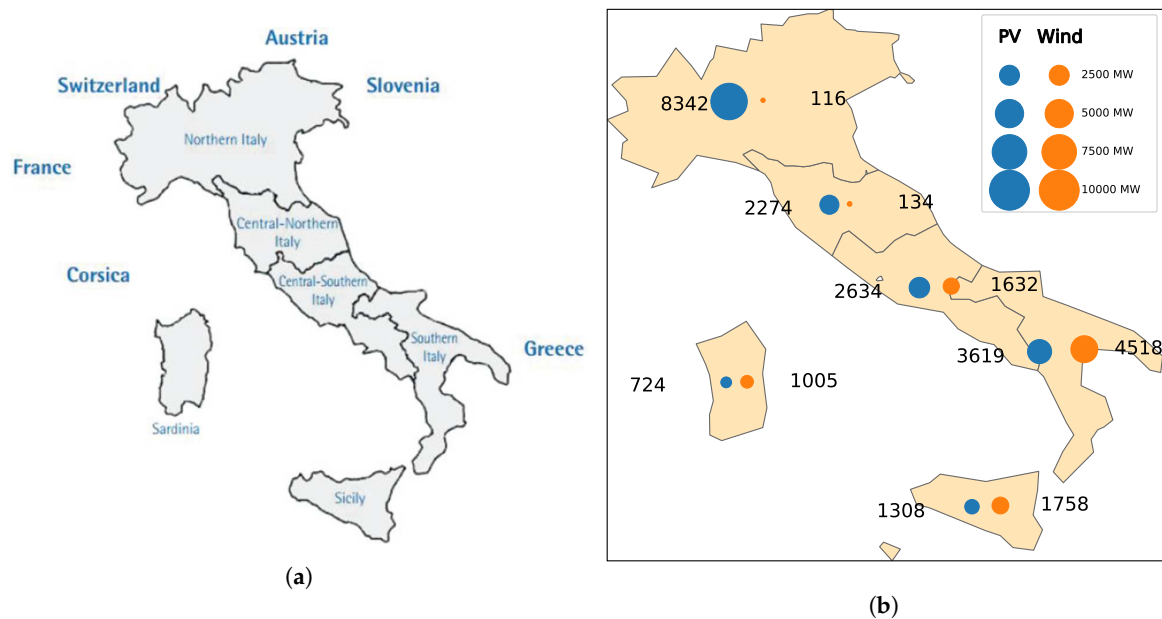 Austria
Switzerland
Slovenia
Northern Italy
France
Central-Northern
Italy
Corsica
Central-Southern
Italy
Southern
Italy
Greece
Sardinia
Sicily
(a)
PV Wind
2500 MW
5000 MW
7500 MW
10000 MW
8342
116
2274
134
2634
1632
3619
4518
724
1005
1308
1758
(b)